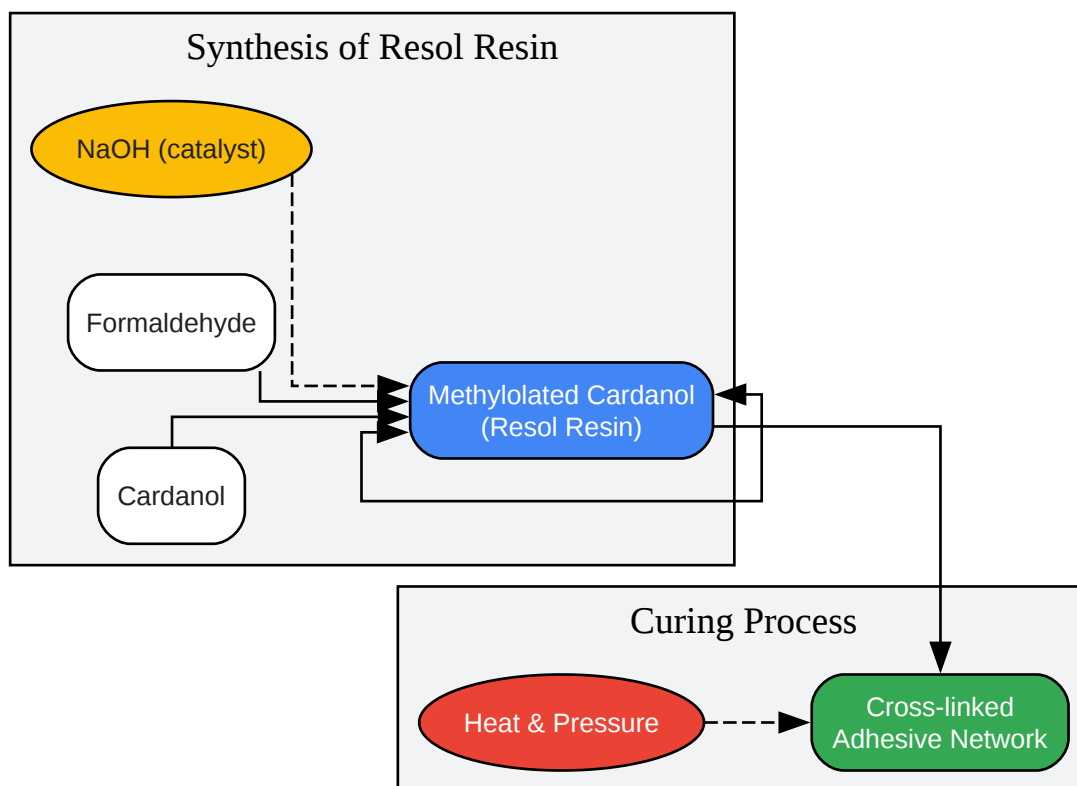 Synthesis of Resol Resin
NaOH (catalyst)
Formaldehyde
Methylolated Cardanol
(Resol Resin)
Cardanol
Curing Process
Heat & Pressure
Cross-linked
Adhesive Network